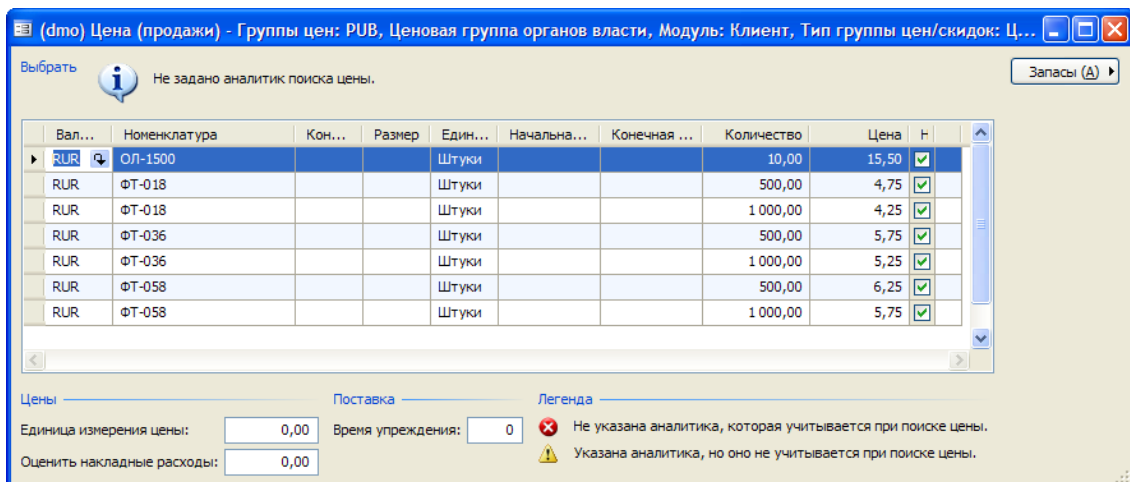 (dmo) Цена (продажи) - Группы цен: PUB, Ценовая группа органов власти, Модуль: Клиент, Тип группы цен/скидок: Ц...
Выбрать
Не задано аналитик поиска цены.
Запасы (А)
Вал... Номенклатура Кон... Размер Един... Начальна... Конечная ... Количество Цена Н
RUR ОЛ-1500 Штуки 10,00 15,50
RUR ФТ-018 Штуки 500,00 4,75
RUR ФТ-018 Штуки 1 000,00 4,25
RUR ФТ-036 Штуки 500,00 5,75
RUR ФТ-036 Штуки 1 000,00 5,25
RUR ФТ-058 Штуки 500,00 6,25
RUR ФТ-058 Штуки 1 000,00 5,75
Цены Поставка Легенда
Единица измерения цены: 0,00 Время упреждения: 0 Не указана аналитика, которая учитывается при поиске цены.
Оценить накладные расходы: 0,00 Указана аналитика, но оно не учитывается при поиске цены.